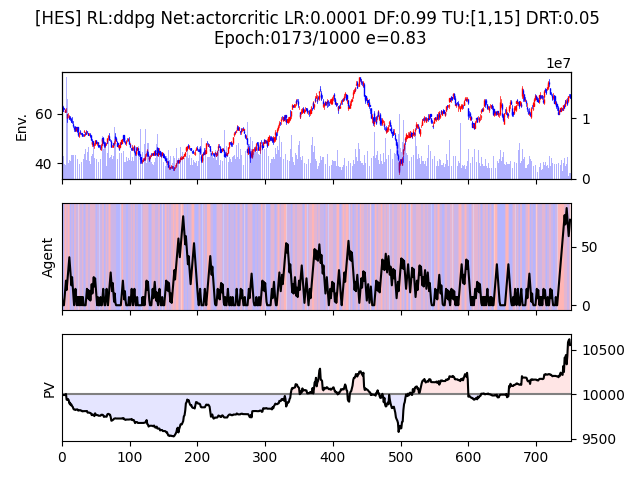 [HES] RL:ddpg Net:actorcritic LR:0.0001 DF:0.99 TU:[1,15] DRT:0.05
Epoch:0173/1000 e=0.83
1e7
Env.
60
40
1
0
Agent
50
0
PV
10500
10000
9500
0 100 200 300 400 500 600 700